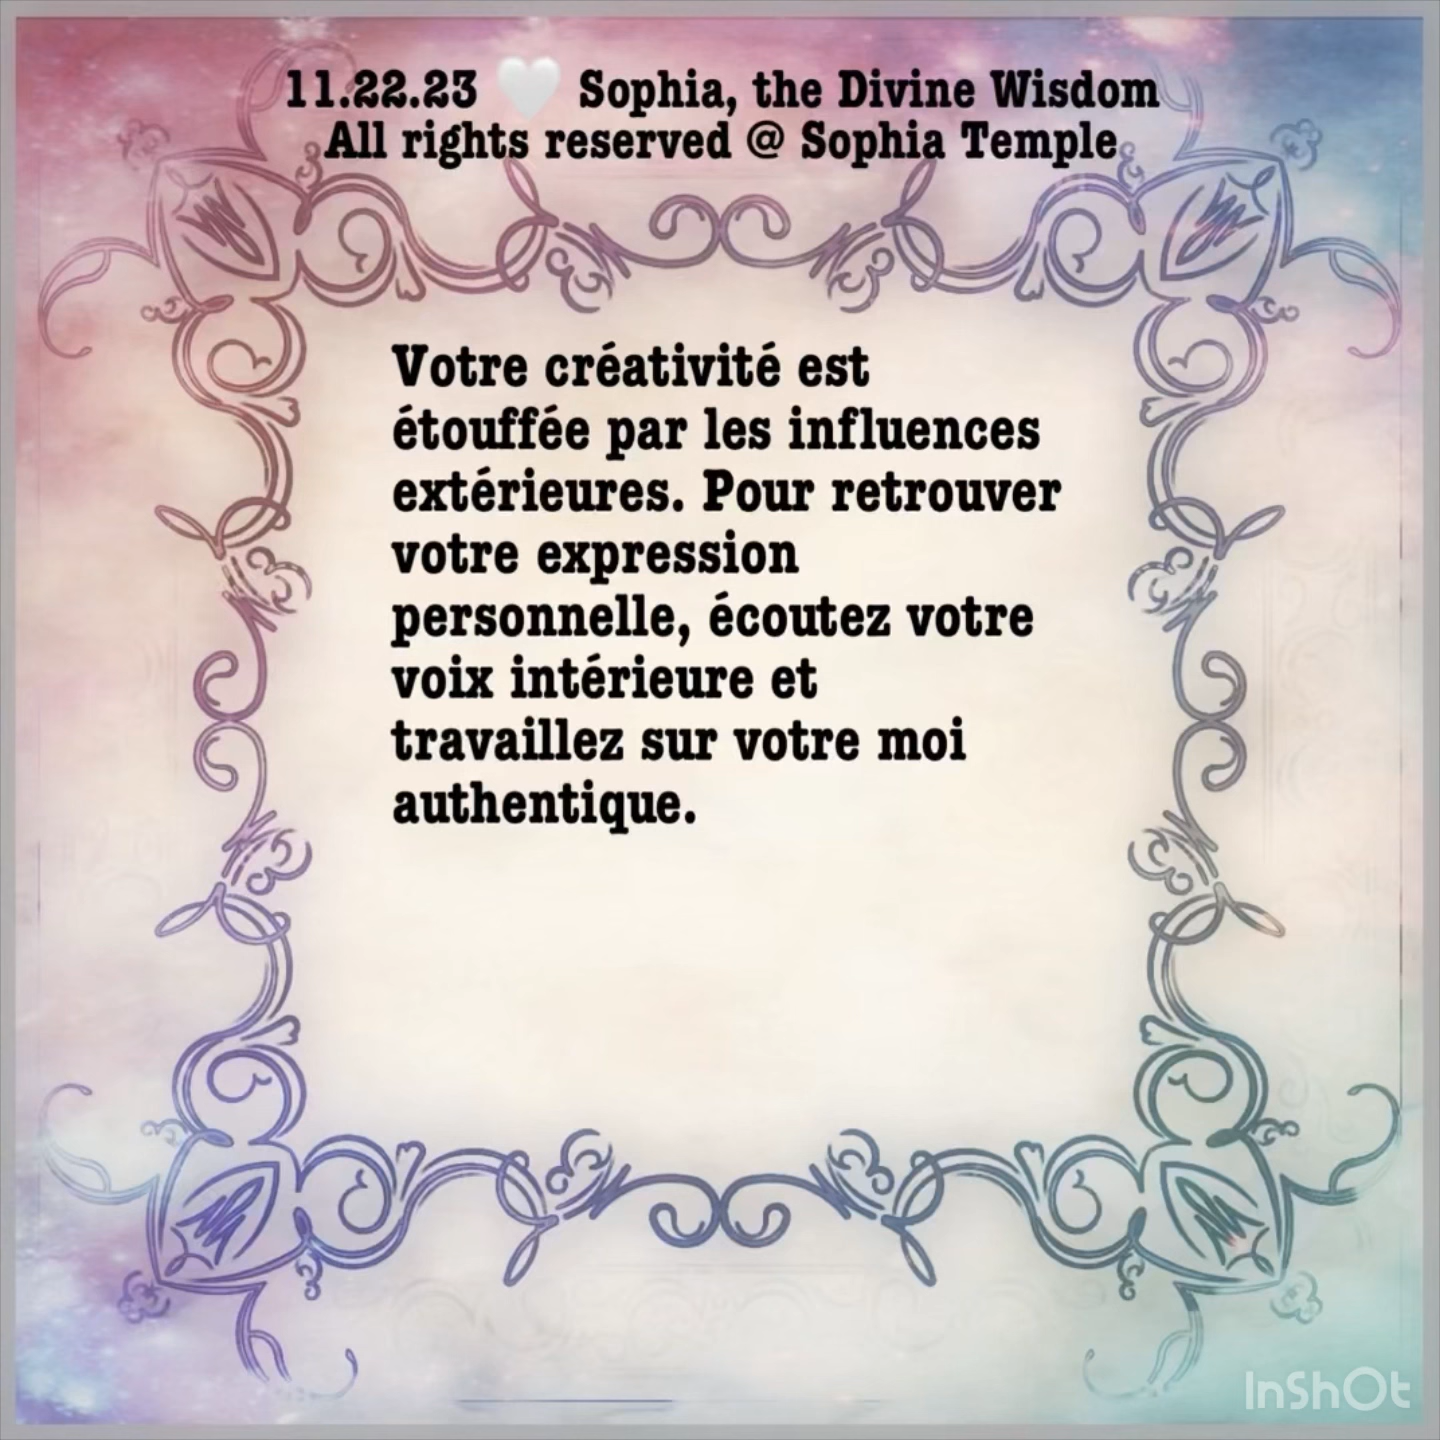 11.22.23 🤍 Sophia, the Divine Wisdom
All rights reserved @ Sophia Temple
Votre créativité est
étouffée par les influences
extérieures. Pour retrouver
votre expression
personnelle, écoutez votre
voix intérieure et
travaillez sur votre moi
authentique.
InShOt